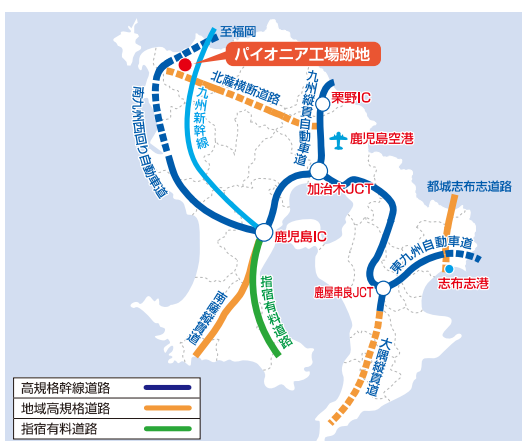 至福岡
パイオニア工場跡地
北薩横断道路
九州新幹線
九州縦貫自動車道
栗野IC
鹿児島空港
南九州西回り自動車道
加治木JCT
都城志布志道路
鹿児島IC
東九州自動車道
志布志港
鹿屋串良JCT
指宿有料道路
南薩縦貫道
大隅縦貫道
高規格幹線道路
地域高規格道路
指宿有料道路